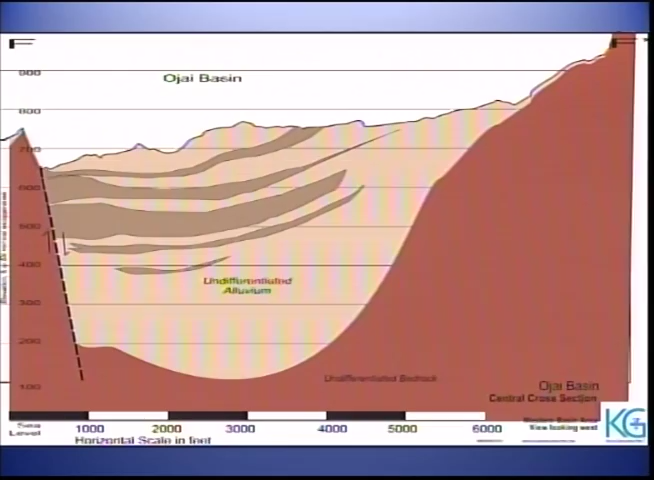 F F
Ojai Basin
900
800
700
600
500
400
300
200
100
Undifferentiated
Alluvium
Undifferentiated Bedrock
Ojai Basin
Central Cross Section
View looking west
KG
Sea
Level
1000 2000 3000 4000 5000 6000
Horizontal Scale in feet